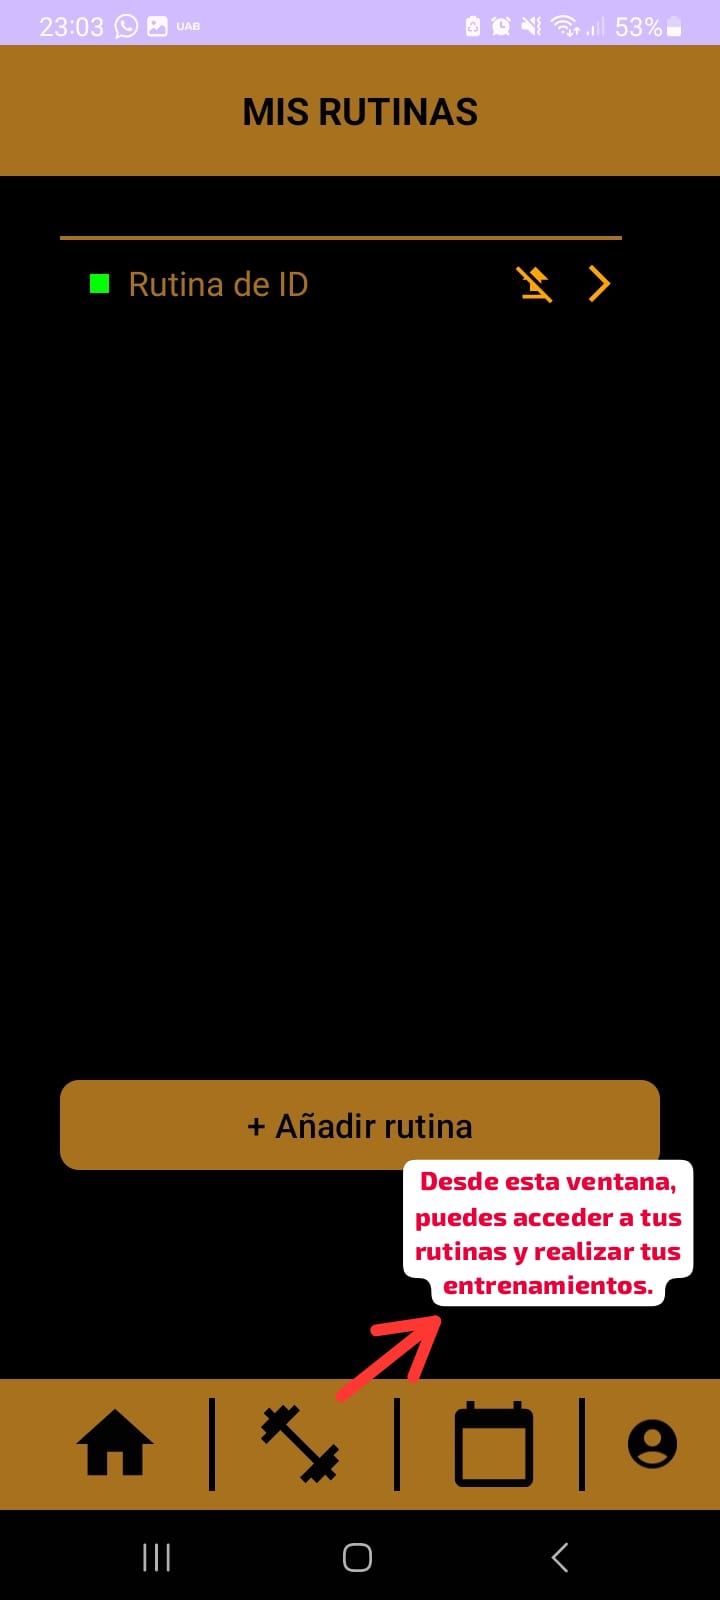 23:03 UAB 53%
MIS RUTINAS
Rutina de ID
+ Añadir rutina
Desde esta ventana,
puedes acceder a tus
rutinas y realizar tus
entrenamientos.